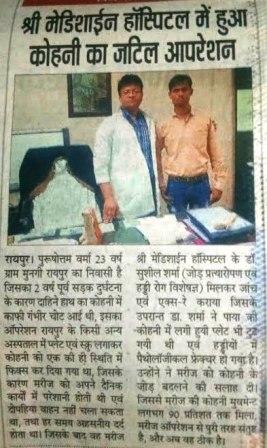 श्री मेडिशाईन हॉस्पिटल में हुआ
कोहनी का जटिल आपरेशन
रायपुर। पुरूषोत्तम वर्मा 23 वर्ष
ग्राम मुनगी रायपुर का निवासी है
जिसका 2 वर्ष पूर्व सड़क दुर्घटना
के कारण दाहिने हाथ का कोहनी में
काफी गंभीर चोट आई थी, इसका
ऑपरेशन रायपुर के किसी अन्य
अस्पताल में प्लेट एवं स्क्रू लगाकर
कोहनी को एक की ही स्थिति में
फिक्स कर दिया गया था, जिसके
कारण मरीज को अपने दैनिक
कार्यो में परेशानी होती थी एवं
दोपहिया वाहन नहीं चला सकता
था, तथा हर समय असहनीय दर्द
होता था। जिसके बाद वह मरीज
श्री मेडिशाईन हॉस्पिटल के डॉ.
सुशील शर्मा (जोड़ प्रत्यारोपण एवं
हड्डी रोग विशेषज्ञ) मिलकर जांच
एवं एक्स-रे कराया जिसके
उपरान्त डा. शर्मा ने पाया की
कोहनी की लगी हुयी प्लेट भी
गयी थी एवं हड्डीयों में
पैथोलॉजिकल फ्रेक्चर हो गया है।
उन्होंने ने मरीज को कोहनी के
जोड़ बदलने की सलाह दी
जिससे मरीज को कोहनी मुवमेन्ट
लगभग 90 प्रतिशत तक मिला,
मरीज ऑपरेशन से पुरी तरह संतुष्ट
है, और अब वह ठीक है।